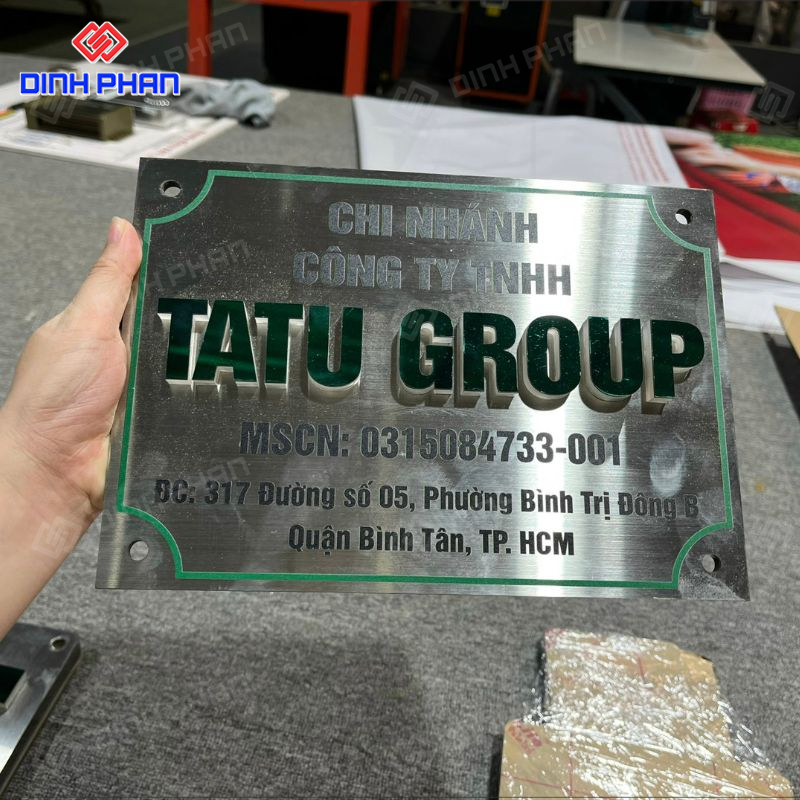 DINH PHAN
CHI NHÁNH
CÔNG TY TNHH
TATU GROUP
MSCN: 0315084733-001
ĐC: 317 Đường số 05, Phường Bình Trị Đông B
Quận Bình Tân, TP. HCM